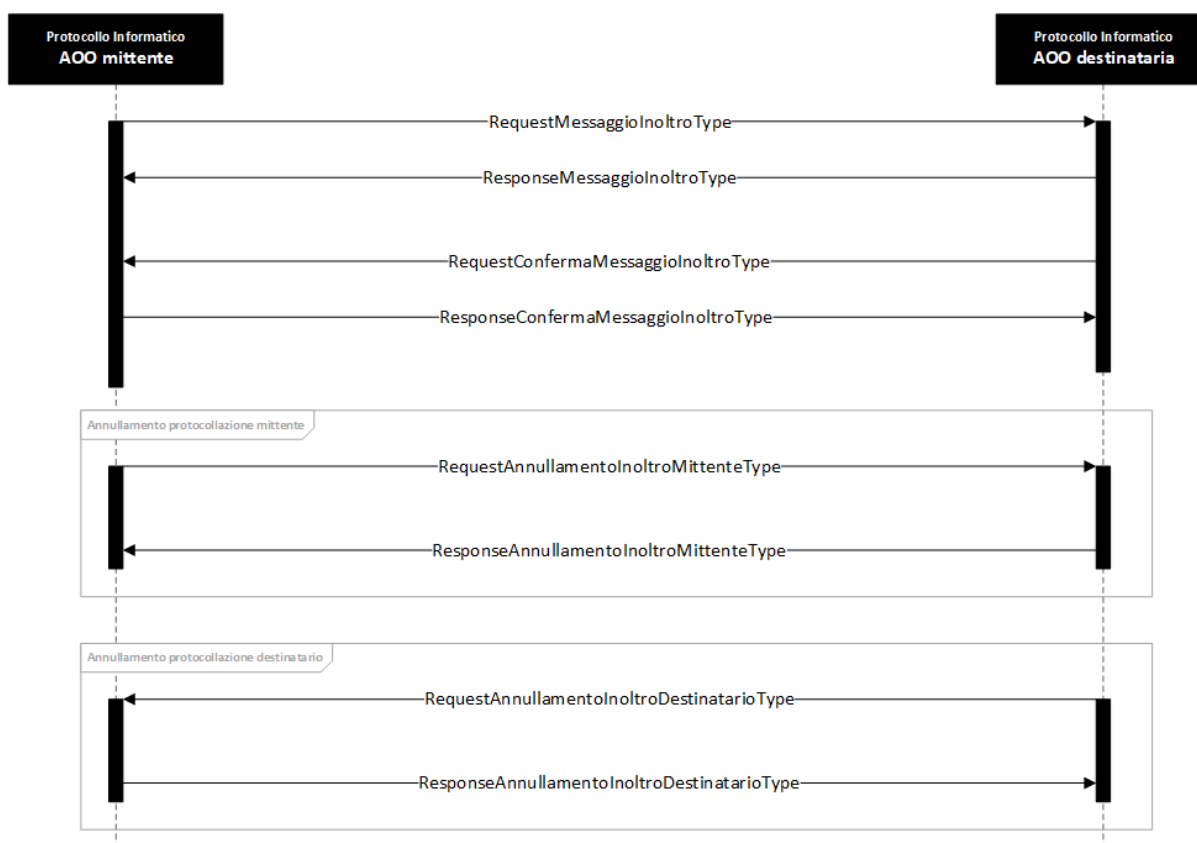 Protocollo Informatico
AOO mittente
Protocollo Informatico
AOO destinataria
RequestMessaggioInoltroType
ResponseMessaggioInoltroType
RequestConfermaMessaggioInoltroType
ResponseConfermaMessaggioInoltroType
Annullamento protocollazione mittente
RequestAnnullamentoInoltroMittenteType
ResponseAnnullamentoInoltroMittenteType
Annullamento protocollazione destinatario
RequestAnnullamentoInoltroDestinatarioType
ResponseAnnullamentoInoltroDestinatarioType